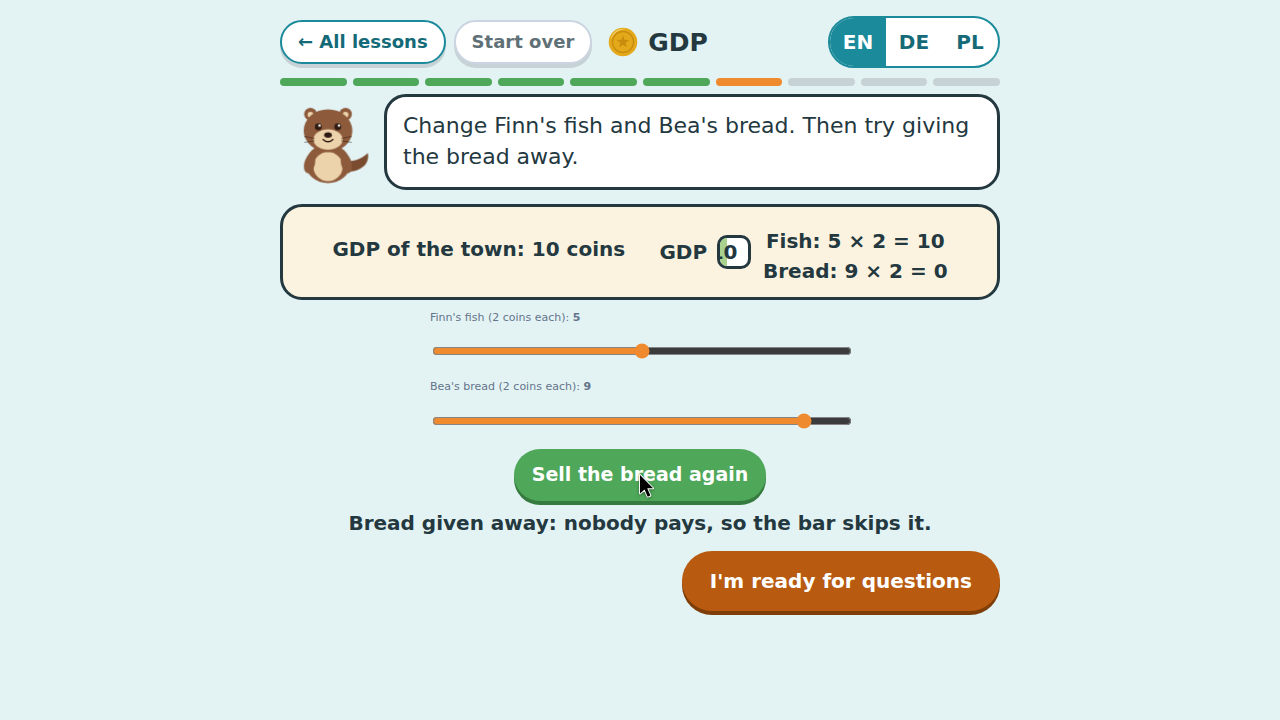 ← All lessons
Start over
GDP
EN
DE
PL
Change Finn's fish and Bea's bread. Then try giving
the bread away.
GDP of the town: 10 coins
GDP
Fish: 5 × 2 = 10
Bread: 9 × 2 = 0
Finn's fish (2 coins each): 5
Bea's bread (2 coins each): 9
Sell the bread again
Bread given away: nobody pays, so the bar skips it.
I'm ready for questions